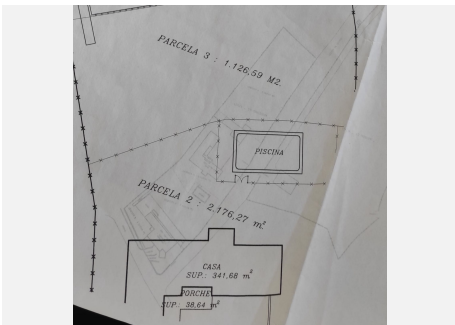 PARCELA 3 : 1.126,59 M2.
PISCINA
PARCELA 2 : 2.176,27 m².
CASA
SUP.: 341,68 m²
PORCHE
SUP.: 38,64 m²